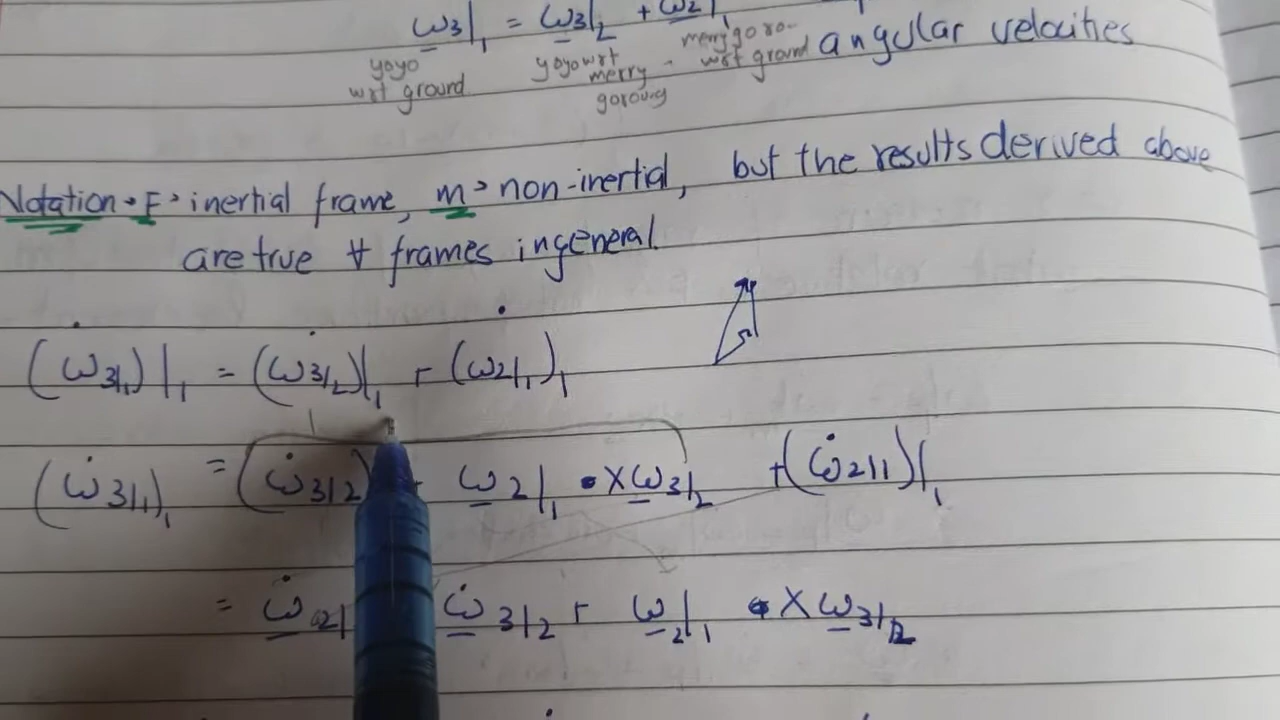 ω3|₁ = ω3|₂ + ω2|₁
yoyo wrt ground
yoyo wrt merry
merry go ro- wrt ground
angular velocities
Notation • F > inertial frame, m > non-inertial, but the results derived above
are true ∀ frames in general.
(ω̇3|₁)|₁ = (ω̇3|₂)|₁ + (ω̇2|₁)₁
(ω̇3|₁)₁ = (ω̇3|2) + ω2|₁ × ω3|₂ + (ω̇2|1)|₁
= ω̇2| ω̇3|2 + ω2|₁ × ω3|2